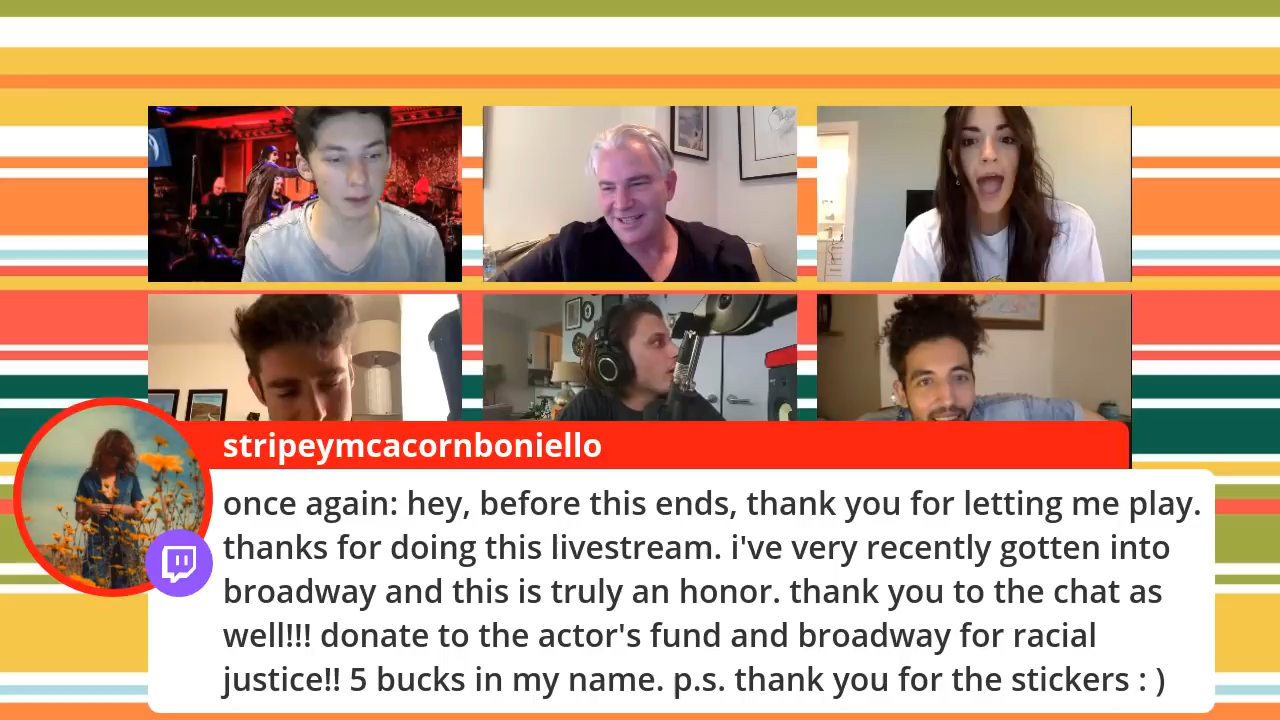 stripeymcacornboniello
once again: hey, before this ends, thank you for letting me play.
thanks for doing this livestream. i've very recently gotten into
broadway and this is truly an honor. thank you to the chat as
well!!! donate to the actor's fund and broadway for racial
justice!! 5 bucks in my name. p.s. thank you for the stickers : )